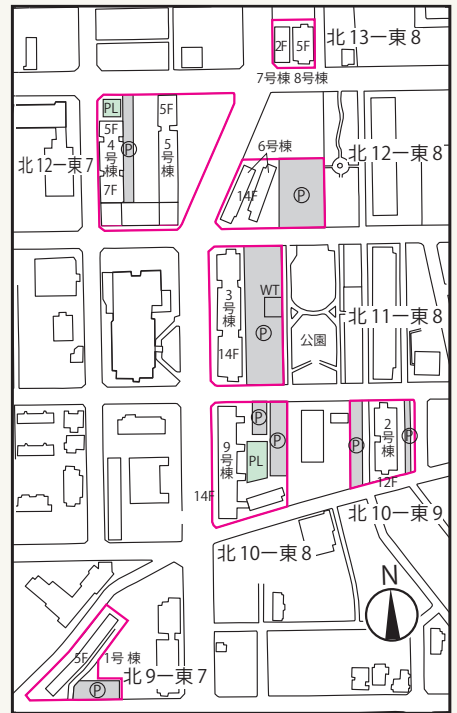 北13ー東8
2F 5F
7号棟 8号棟
PL
5F
5F
4号棟
Ⓟ
5号棟
7F
北12ー東7
6号棟
14F
Ⓟ
北12ー東8
3号棟
14F
WT
Ⓟ
公園
北11ー東8
Ⓟ
Ⓟ
9号棟
PL
14F
Ⓟ
2号棟
Ⓟ
12F
北10ー東9
北10ー東8
N
5F
1号棟
Ⓟ
北9ー東7